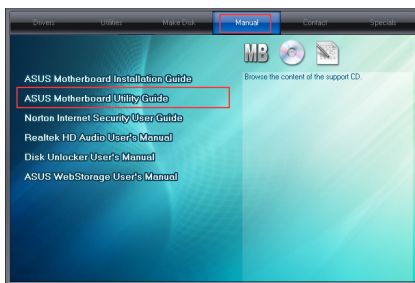 Drivers
Utilities
Make Disk
Manual
Contact
Specials
MB
Browse the content of the support CD.
ASUS Motherboard Installation Guide
ASUS Motherboard Utility Guide
Norton Internet Security User Guide
Realtek HD Audio User's Manual
Disk Unlocker User's Manual
ASUS WebStorage User's Manual